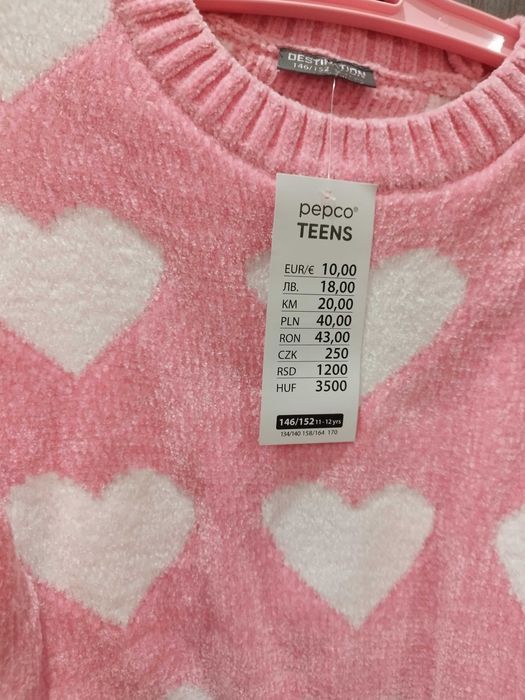 DESTINATION
146/152
pepco®
TEENS
EUR/€ 10,00
ЛВ. 18,00
KM 20,00
PLN 40,00
RON 43,00
CZK 250
RSD 1200
HUF 3500
146/152 11-12 yrs
134/140 158/164 170